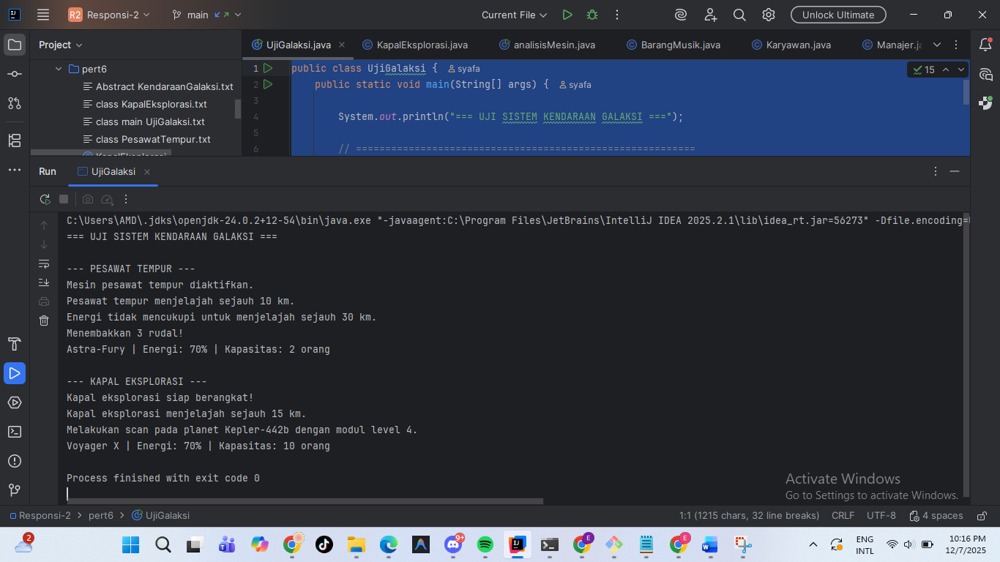 R2 Responsi-2 main Current File Unlock Ultimate
Project
UjiGalaksi.java KapalEksplorasi.java analisisMesin.java BarangMusik.java Karyawan.java Manajer.ja
pert6
Abstract KendaraanGalaksi.txt
class KapalEksplorasi.txt
class main UjiGalaksi.txt
class PesawatTempur.txt
KapalEksplorasi
1 public class UjiGalaksi { syafa
15
2 public static void main(String[] args) { syafa
3
4 System.out.println("=== UJI SISTEM KENDARAAN GALAKSI ===");
5
6 // ==========================================================
Run UjiGalaksi
C:\Users\AMD\.jdks\openjdk-24.0.2+12-54\bin\java.exe "-javaagent:C:\Program Files\JetBrains\IntelliJ IDEA 2025.2.1\lib\idea_rt.jar=56273" -Dfile.encoding=
=== UJI SISTEM KENDARAAN GALAKSI ===
--- PESAWAT TEMPUR ---
Mesin pesawat tempur diaktifkan.
Pesawat tempur menjelajah sejauh 10 km.
Energi tidak mencukupi untuk menjelajah sejauh 30 km.
Menembakkan 3 rudal!
Astra-Fury | Energi: 70% | Kapasitas: 2 orang
--- KAPAL EKSPLORASI ---
Kapal eksplorasi siap berangkat!
Kapal eksplorasi menjelajah sejauh 15 km.
Melakukan scan pada planet Kepler-442b dengan modul level 4.
Voyager X | Energi: 70% | Kapasitas: 10 orang
Process finished with exit code 0
Activate Windows
Go to Settings to activate Windows.
Responsi-2 > pert6 > UjiGalaksi 1:1 (1215 chars, 32 line breaks) CRLF UTF-8 4 spaces
2 9+ E E ENG INTL 10:16 PM 12/7/2025